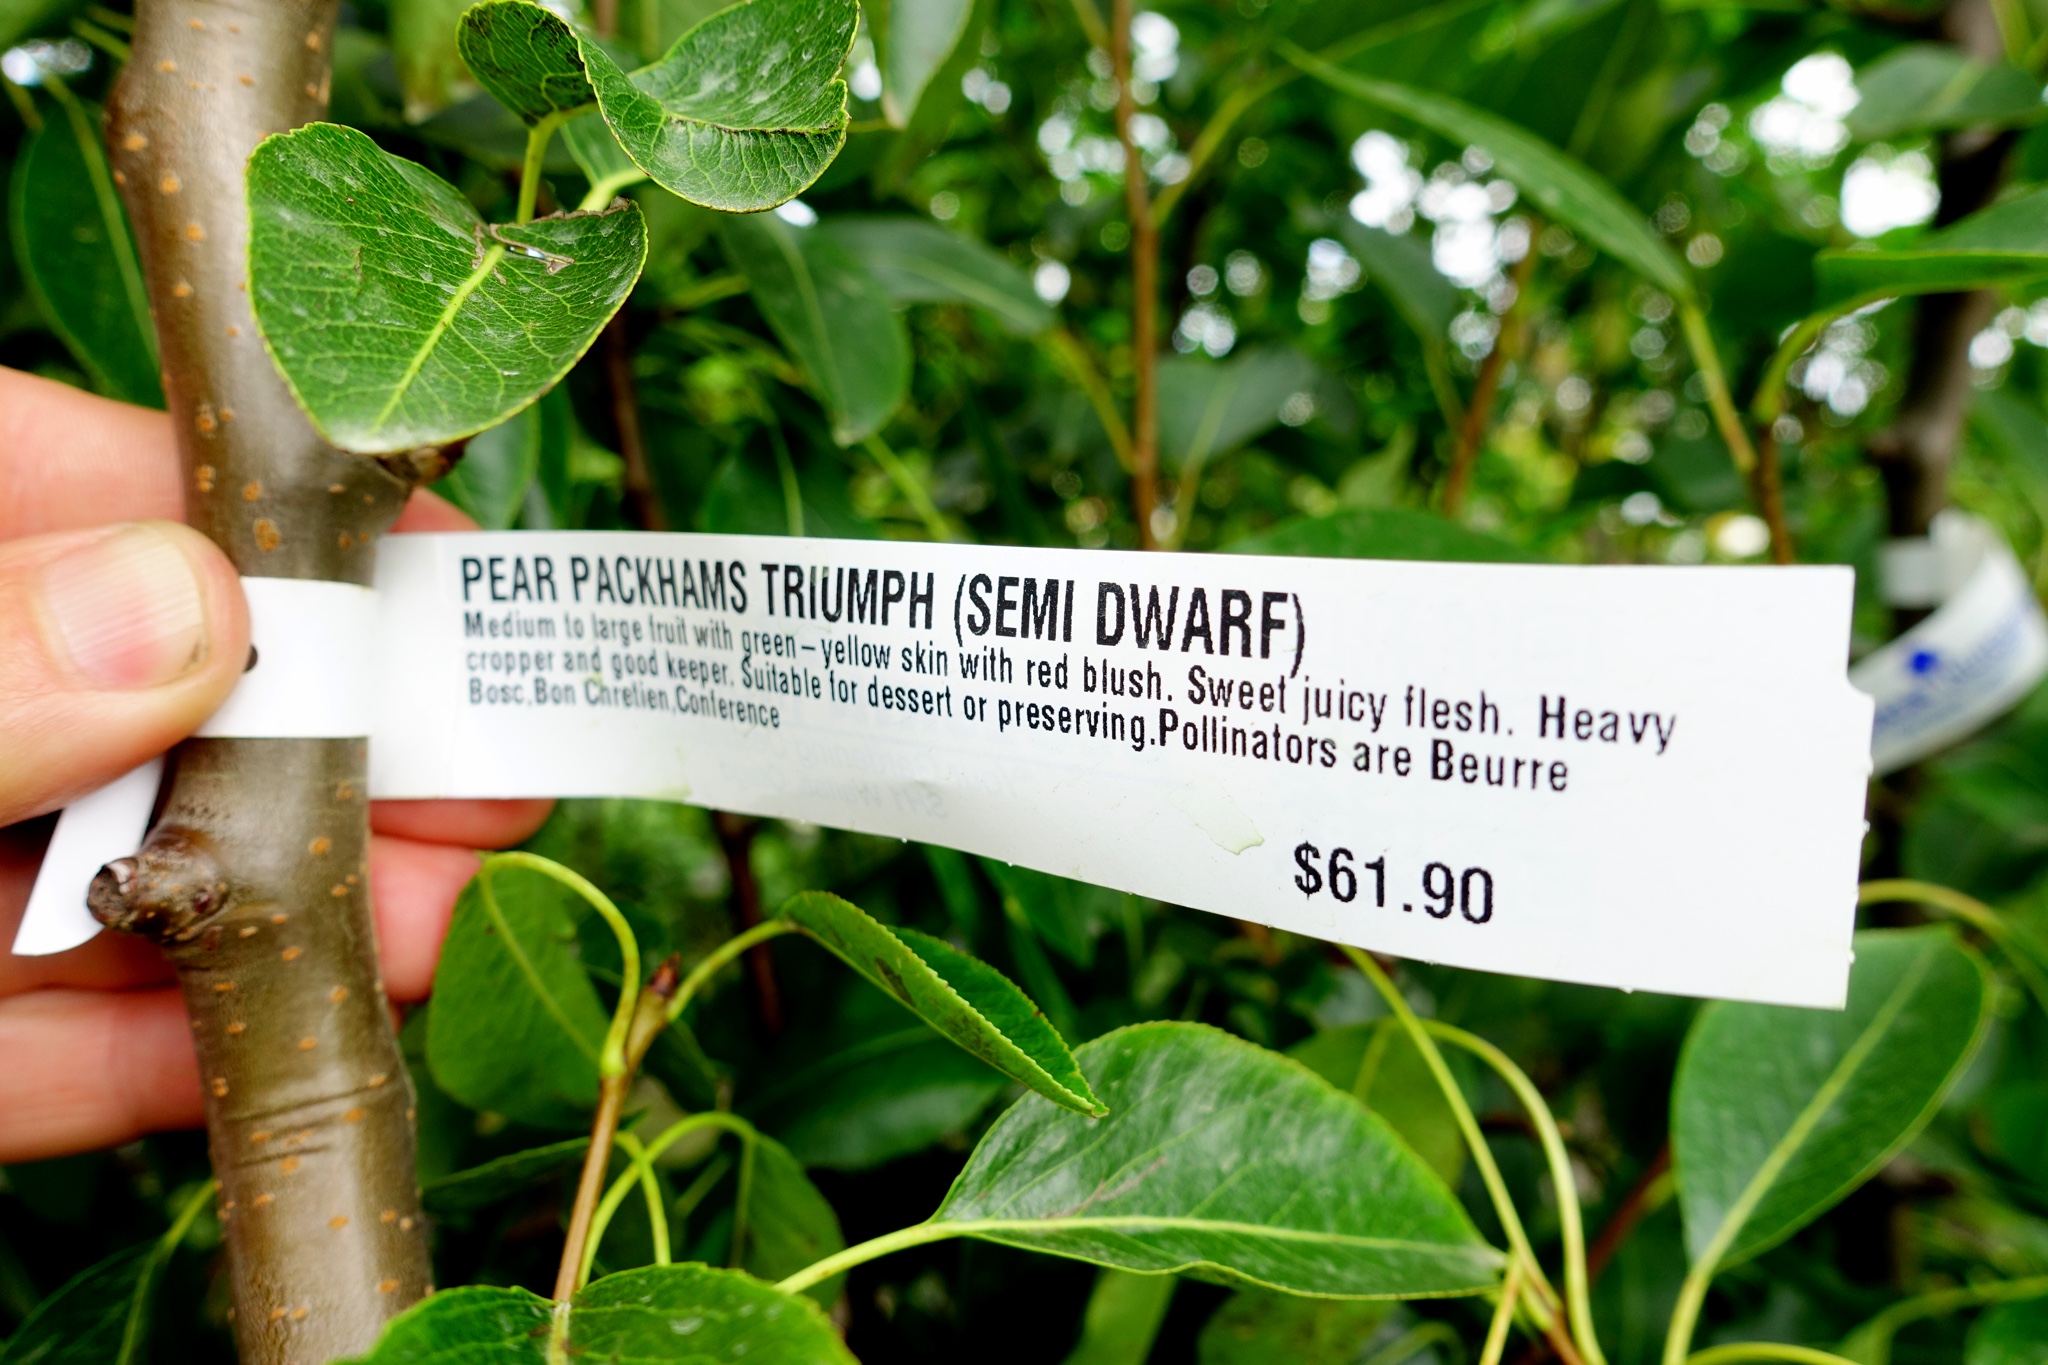 PEAR PACKHAMS TRIUMPH (SEMI DWARF)
Medium to large fruit with green-yellow skin with red blush. Sweet juicy flesh. Heavy
cropper and good keeper. Suitable for dessert or preserving.Pollinators are Beurre
Bosc,Bon Chretien,Conference
$61.90